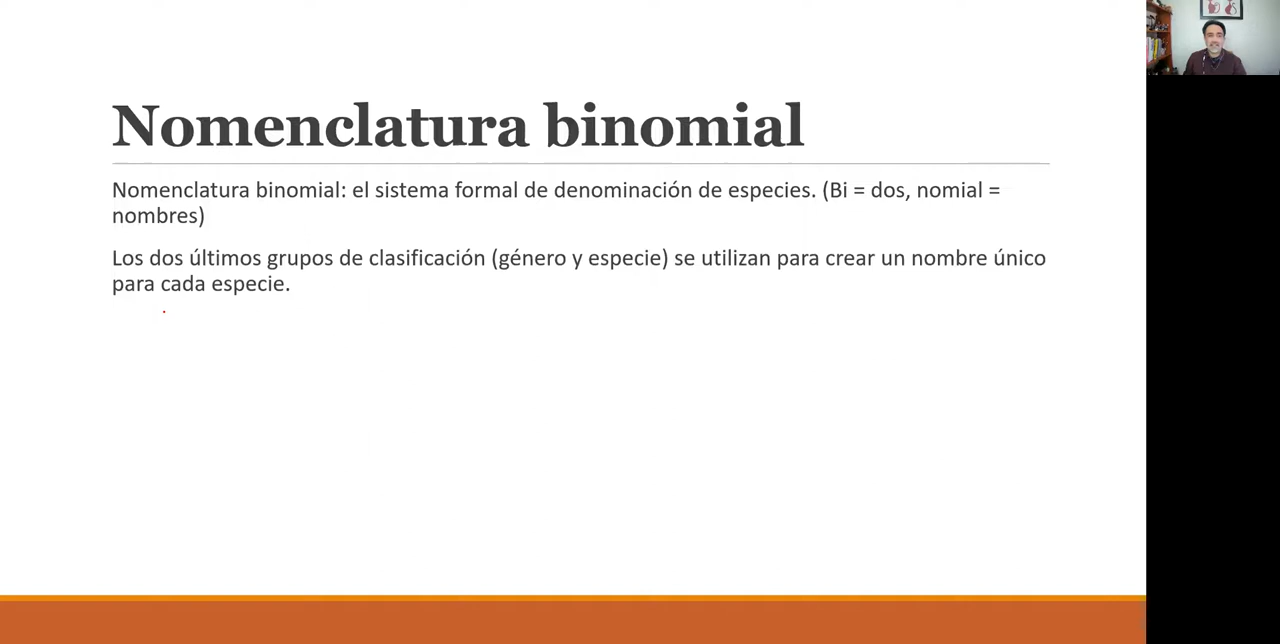 Nomenclatura binomial
Nomenclatura binomial: el sistema formal de denominación de especies. (Bi = dos, nomial =
nombres)
Los dos últimos grupos de clasificación (género y especie) se utilizan para crear un nombre único
para cada especie.